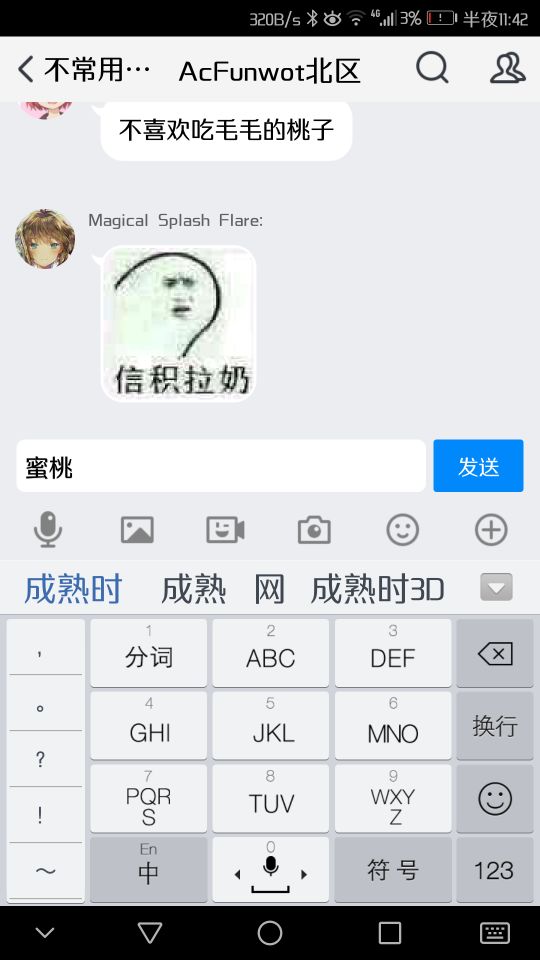 320B/s 4G 3% 半夜11:42
不常用… AcFunwot北区
不喜欢吃毛毛的桃子
Magical Splash Flare:
信积拉奶
蜜桃 发送
成熟时 成熟 网 成熟时3D
, 1 分词 2 ABC 3 DEF
。 4 GHI 5 JKL 6 MNO 换行
? 7 PQRS 8 TUV 9 WXYZ
! En 中 0 符号 123
～